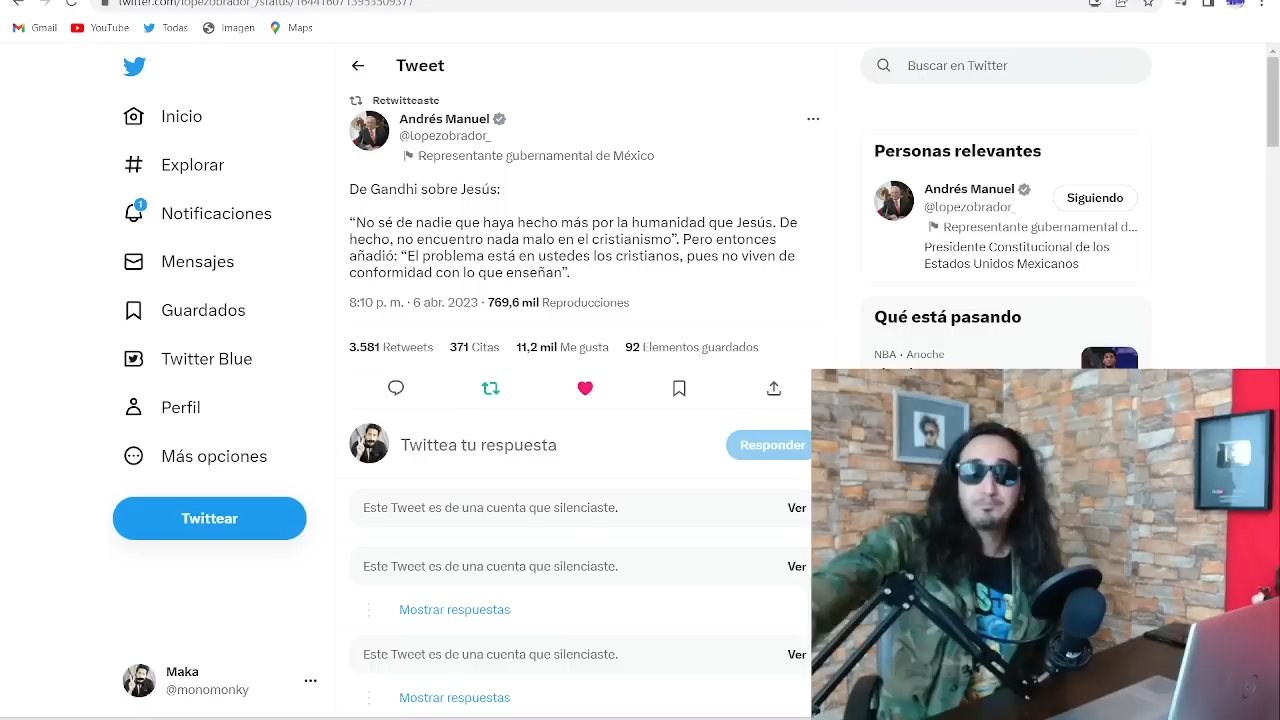 twitter.com/lopezobrador_/status/1644160713953509377
Gmail
YouTube
Todas
Imagen
Maps
Inicio
Explorar
1
Notificaciones
Mensajes
Guardados
Twitter Blue
Perfil
Más opciones
Twittear
Maka
@monomonky
Tweet
Retwitteaste
Andrés Manuel
@lopezobrador_
Representante gubernamental de México
De Gandhi sobre Jesús:
“No sé de nadie que haya hecho más por la humanidad que Jesús. De
hecho, no encuentro nada malo en el cristianismo”. Pero entonces
añadió: “El problema está en ustedes los cristianos, pues no viven de
conformidad con lo que enseñan”.
8:10 p. m. · 6 abr. 2023 · 769,6 mil Reproducciones
3.581 Retweets 371 Citas 11,2 mil Me gusta 92 Elementos guardados
Twittea tu respuesta
Responder
Este Tweet es de una cuenta que silenciaste. Ver
Este Tweet es de una cuenta que silenciaste. Ver
Mostrar respuestas
Este Tweet es de una cuenta que silenciaste. Ver
Mostrar respuestas
Buscar en Twitter
Personas relevantes
Andrés Manuel
@lopezobrador_
Siguiendo
Representante gubernamental d...
Presidente Constitucional de los
Estados Unidos Mexicanos
Qué está pasando
NBA · Anoche